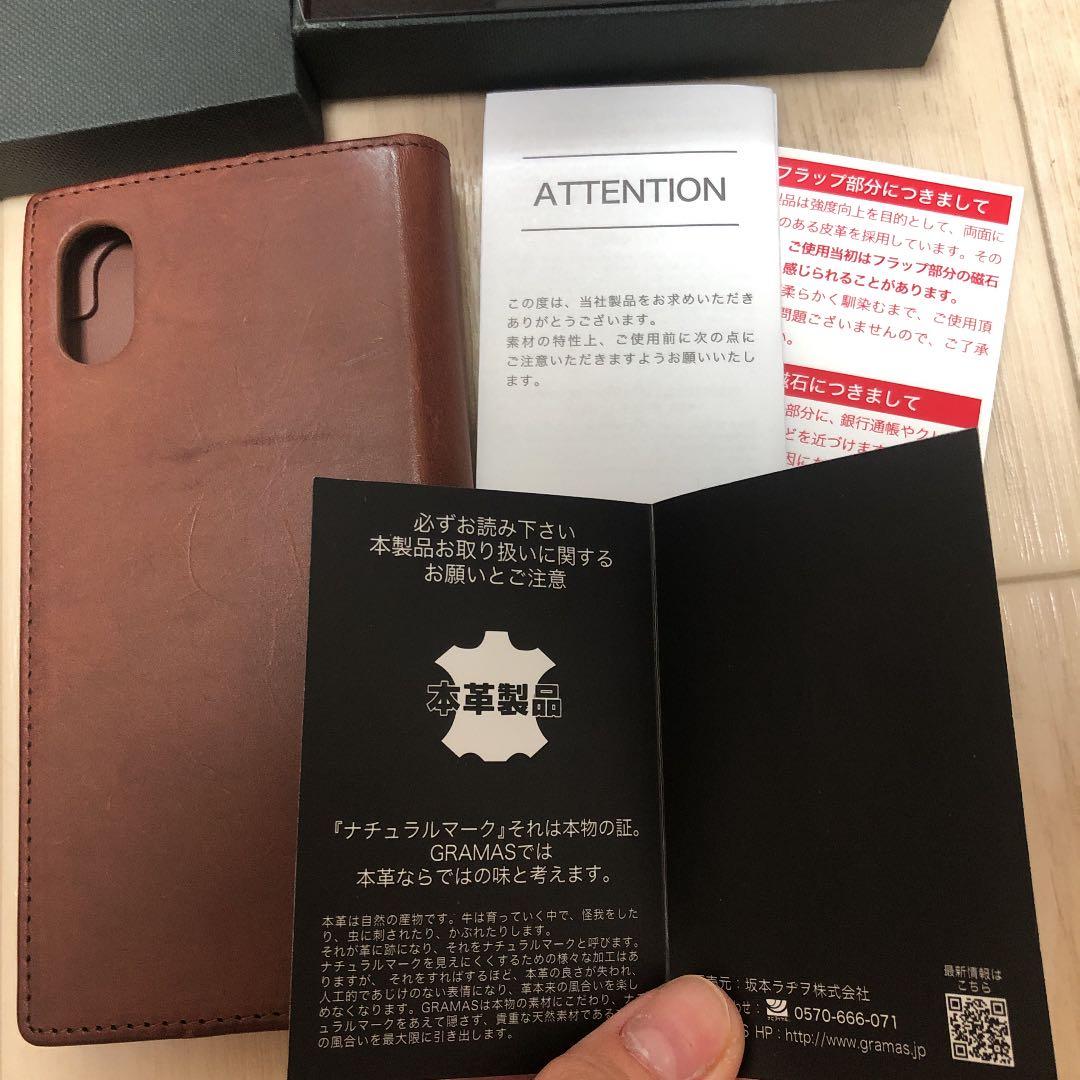 ATTENTION
この度は、当社製品をお求めいただき
ありがとうございます。
素材の特性上、ご使用前に次の点に
ご注意いただきますようお願いいたし
ます。
フラップ部分につきまして
品は強度向上を目的として、両面に
のある皮革を採用しています。その
ご使用当初はフラップ部分の磁石
感じられることがあります。
柔らかく馴染むまで、ご使用頂
問題ございませんので、ご了承
い。
磁石につきまして
部分に、銀行通帳やクレ
どを近づけます
因にな
必ずお読み下さい
本製品お取り扱いに関する
お願いとご注意
本革製品
『ナチュラルマーク』それは本物の証。
GRAMASでは
本革ならではの味と考えます。
本革は自然の産物です。牛は育っていく中で、怪我をした
り、虫に刺されたり、かぶれたりします。
それが革に跡になり、それをナチュラルマークと呼びます。
ナチュラルマークを見えにくくするための様々な加工はあ
りますが、それをすればするほど、本革の良さが失われ、
人工的であじけのない表情になり、革本来の風合いを楽し
めなくなります。GRAMASは本物の素材にこだわり、ナチ
ュラルマークをあえて隠さず、貴重な天然素材である
の風合いを最大限に引き出します。
最新情報は
こちら
売元：坂本ラヂヲ株式会社
わせ： 0570-666-071
S HP：http://www.gramas.jp